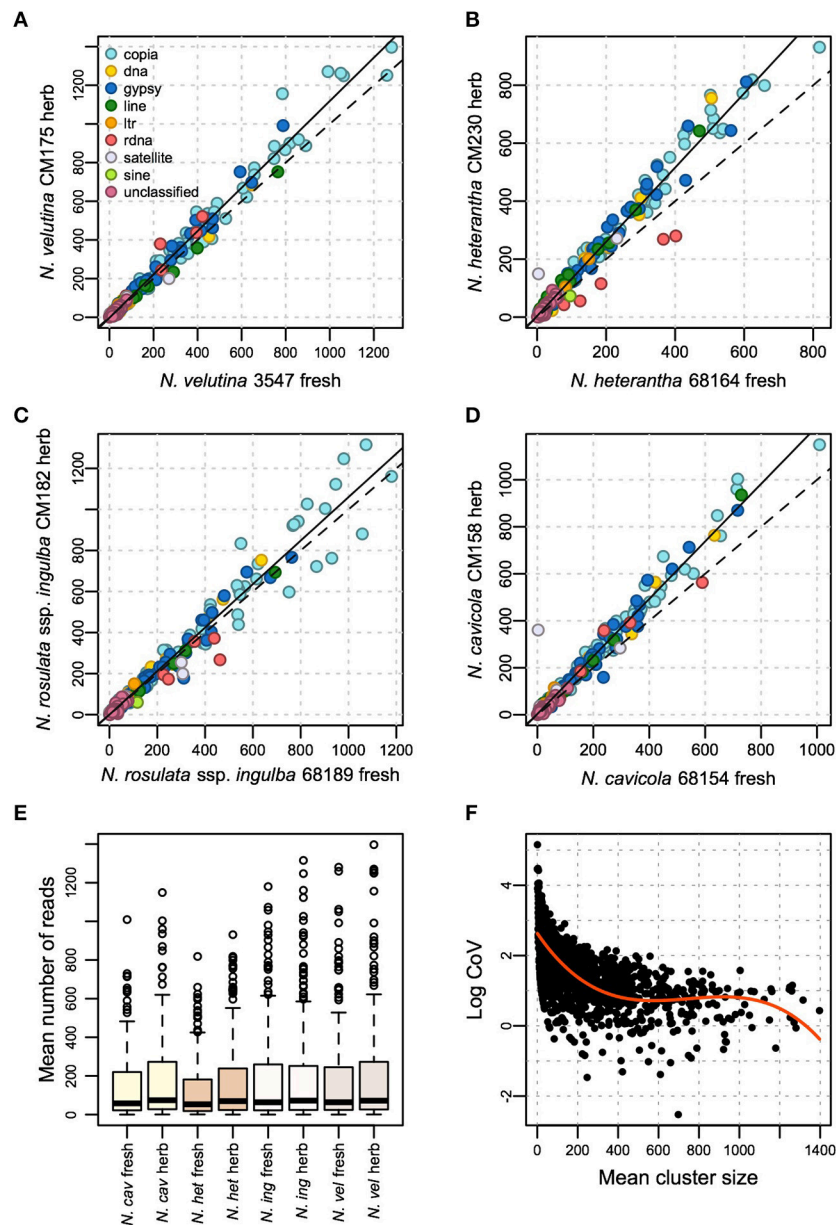 A
N. velutina CM175 herb
copia
dna
gypsy
line
ltr
rdna
satellite
sine
unclassified
1200
800
600
400
200
0
0 200 400 600 800 1000 1200
N. velutina 3547 fresh
B
N. heterantha CM230 herb
800
600
400
200
0
0 200 400 600 800
N. heterantha 68164 fresh
C
N. rosulata ssp. ingulba CM182 herb
1200
800
600
400
200
0
0 200 400 600 800 1000 1200
N. rosulata ssp. ingulba 68189 fresh
D
N. cavicola CM158 herb
1000
800
600
400
200
0
0 200 400 600 800 1000
N. cavicola 68154 fresh
E
Mean number of reads
1200
800
600
400
200
0
N. cav fresh
N. cav herb
N. het fresh
N. het herb
N. ing fresh
N. ing herb
N. vel fresh
N. vel herb
F
Log CoV
4
2
0
-2
0 200 400 600 800 1000 1400
Mean cluster size